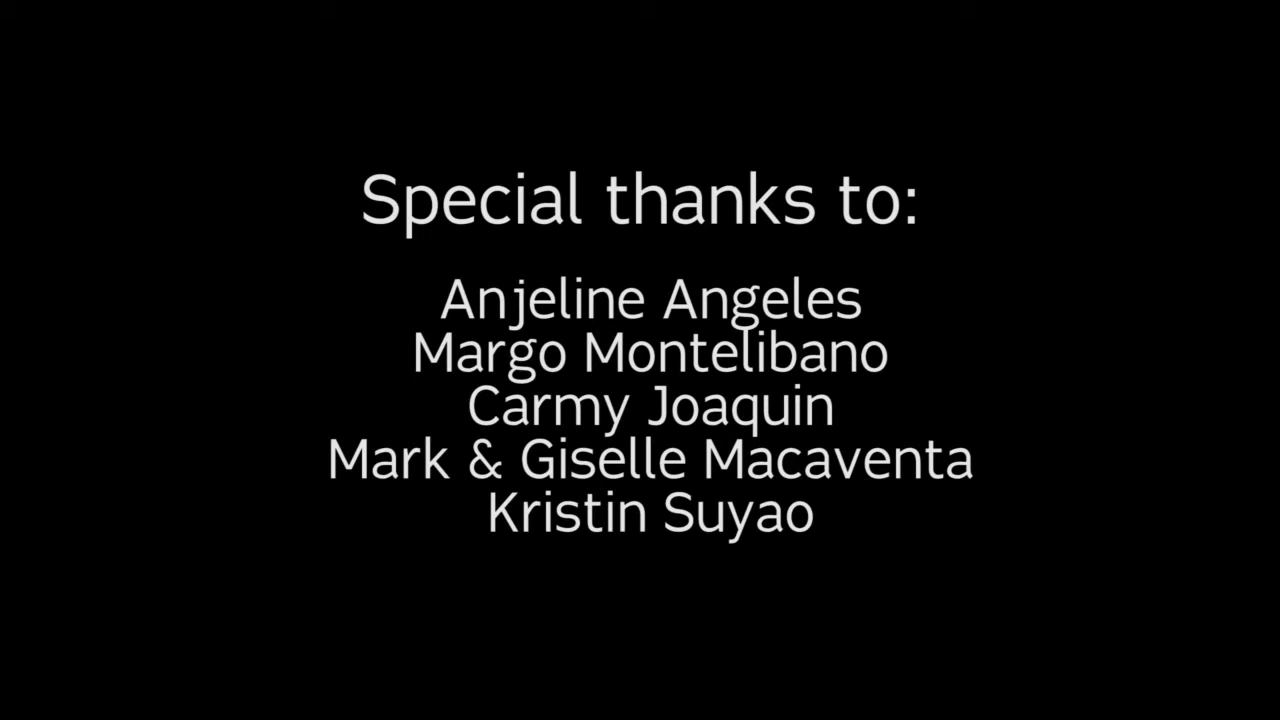 Special thanks to:
Anjeline Angeles
Margo Montelibano
Carmy Joaquin
Mark & Giselle Macaventa
Kristin Suyao